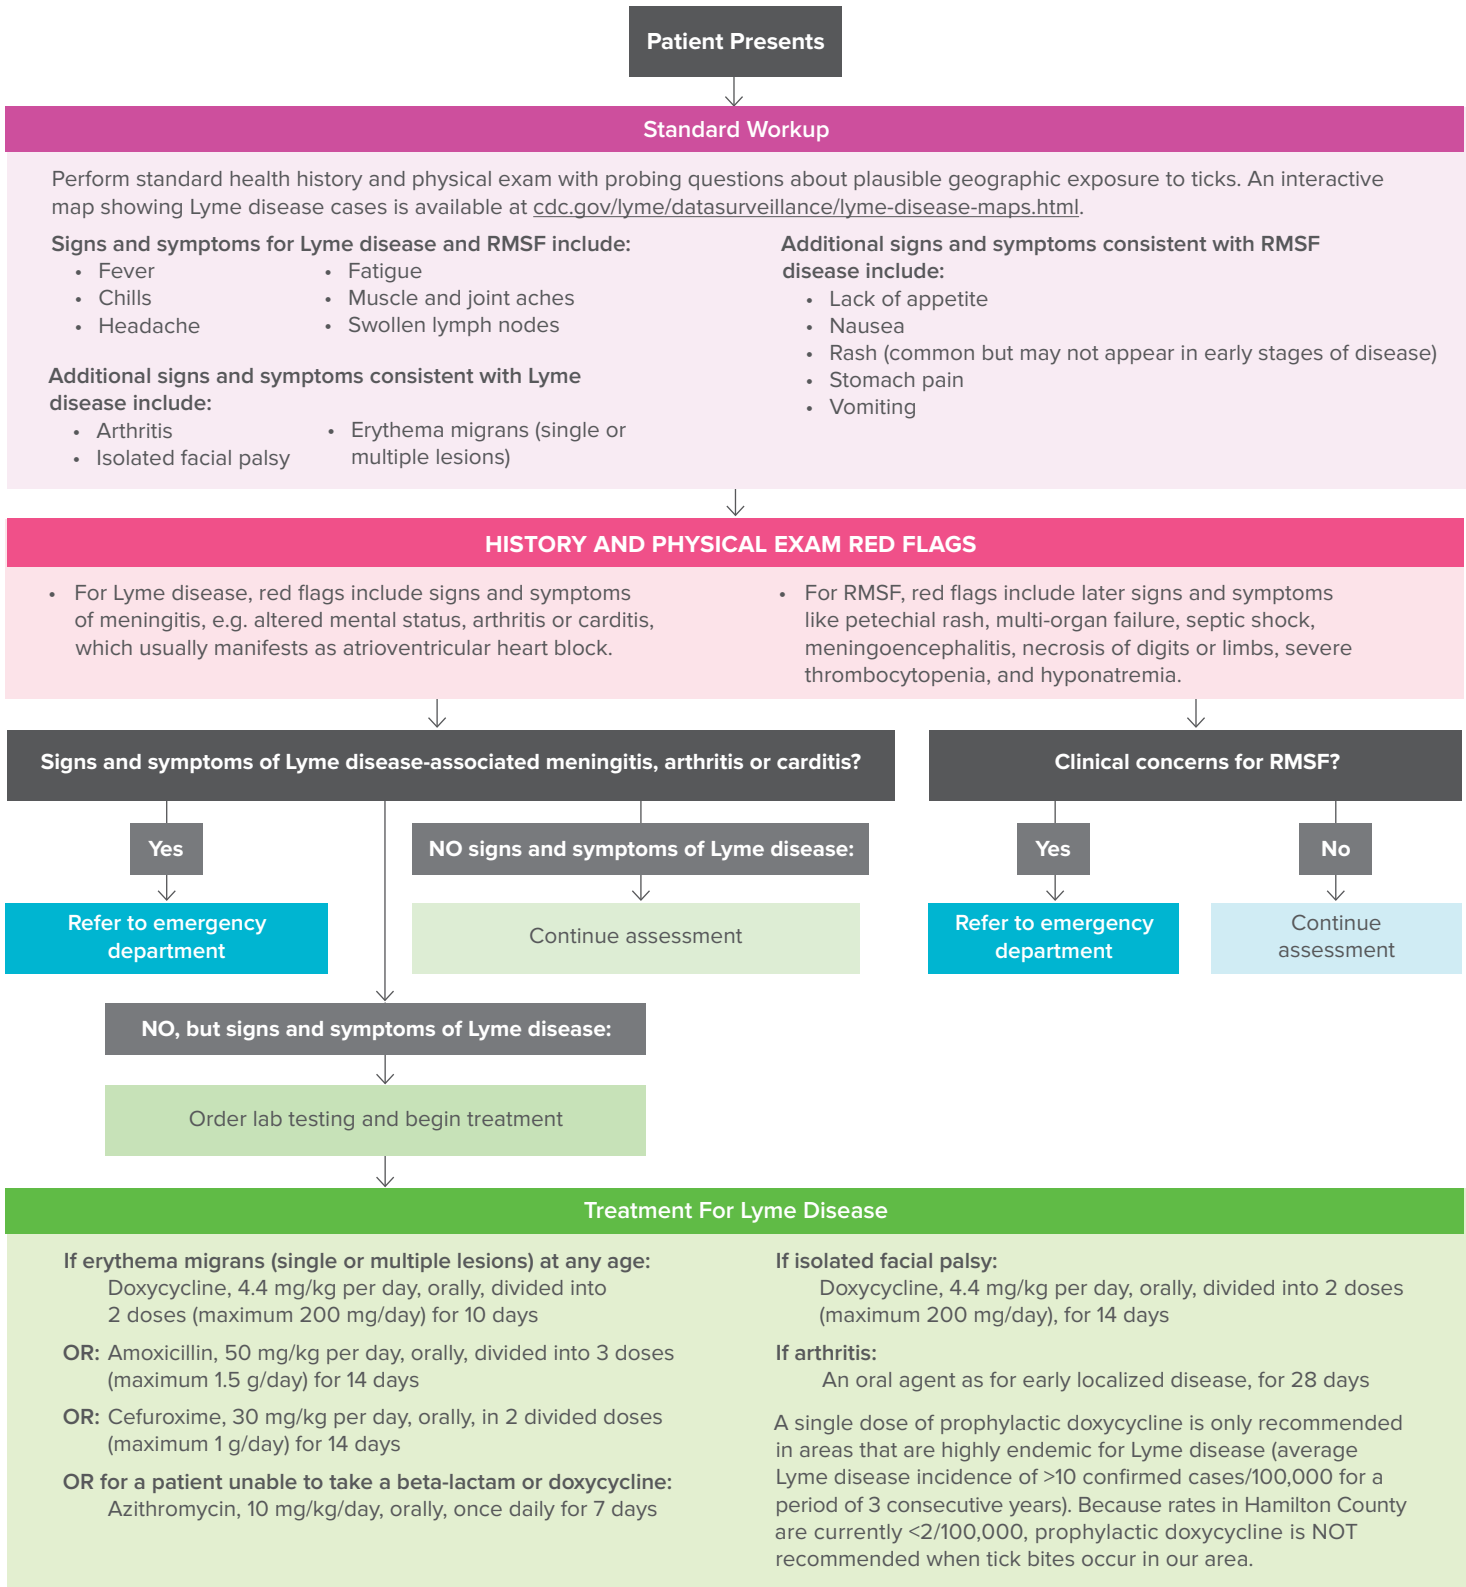 Patient Presents
Standard Workup
Perform standard health history and physical exam with probing questions about plausible geographic exposure to ticks. An interactive
map showing Lyme disease cases is available at cdc.gov/lyme/datasurveillance/lyme-disease-maps.html.
Signs and symptoms for Lyme disease and RMSF include:
• Fever
• Chills
• Headache
• Fatigue
• Muscle and joint aches
• Swollen lymph nodes
Additional signs and symptoms consistent with Lyme
disease include:
• Arthritis
• Isolated facial palsy
• Erythema migrans (single or
multiple lesions)
Additional signs and symptoms consistent with RMSF
disease include:
• Lack of appetite
• Nausea
• Rash (common but may not appear in early stages of disease)
• Stomach pain
• Vomiting
HISTORY AND PHYSICAL EXAM RED FLAGS
• For Lyme disease, red flags include signs and symptoms
of meningitis, e.g. altered mental status, arthritis or carditis,
which usually manifests as atrioventricular heart block.
• For RMSF, red flags include later signs and symptoms
like petechial rash, multi-organ failure, septic shock,
meningoencephalitis, necrosis of digits or limbs, severe
thrombocytopenia, and hyponatremia.
Signs and symptoms of Lyme disease-associated meningitis, arthritis or carditis?
Clinical concerns for RMSF?
Yes
NO signs and symptoms of Lyme disease:
Yes
No
Refer to emergency
department
Continue assessment
Refer to emergency
department
Continue
assessment
NO, but signs and symptoms of Lyme disease:
Order lab testing and begin treatment
Treatment For Lyme Disease
If erythema migrans (single or multiple lesions) at any age:
Doxycycline, 4.4 mg/kg per day, orally, divided into
2 doses (maximum 200 mg/day) for 10 days
OR: Amoxicillin, 50 mg/kg per day, orally, divided into 3 doses
(maximum 1.5 g/day) for 14 days
OR: Cefuroxime, 30 mg/kg per day, orally, in 2 divided doses
(maximum 1 g/day) for 14 days
OR for a patient unable to take a beta-lactam or doxycycline:
Azithromycin, 10 mg/kg/day, orally, once daily for 7 days
If isolated facial palsy:
Doxycycline, 4.4 mg/kg per day, orally, divided into 2 doses
(maximum 200 mg/day), for 14 days
If arthritis:
An oral agent as for early localized disease, for 28 days
A single dose of prophylactic doxycycline is only recommended
in areas that are highly endemic for Lyme disease (average
Lyme disease incidence of >10 confirmed cases/100,000 for a
period of 3 consecutive years). Because rates in Hamilton County
are currently <2/100,000, prophylactic doxycycline is NOT
recommended when tick bites occur in our area.